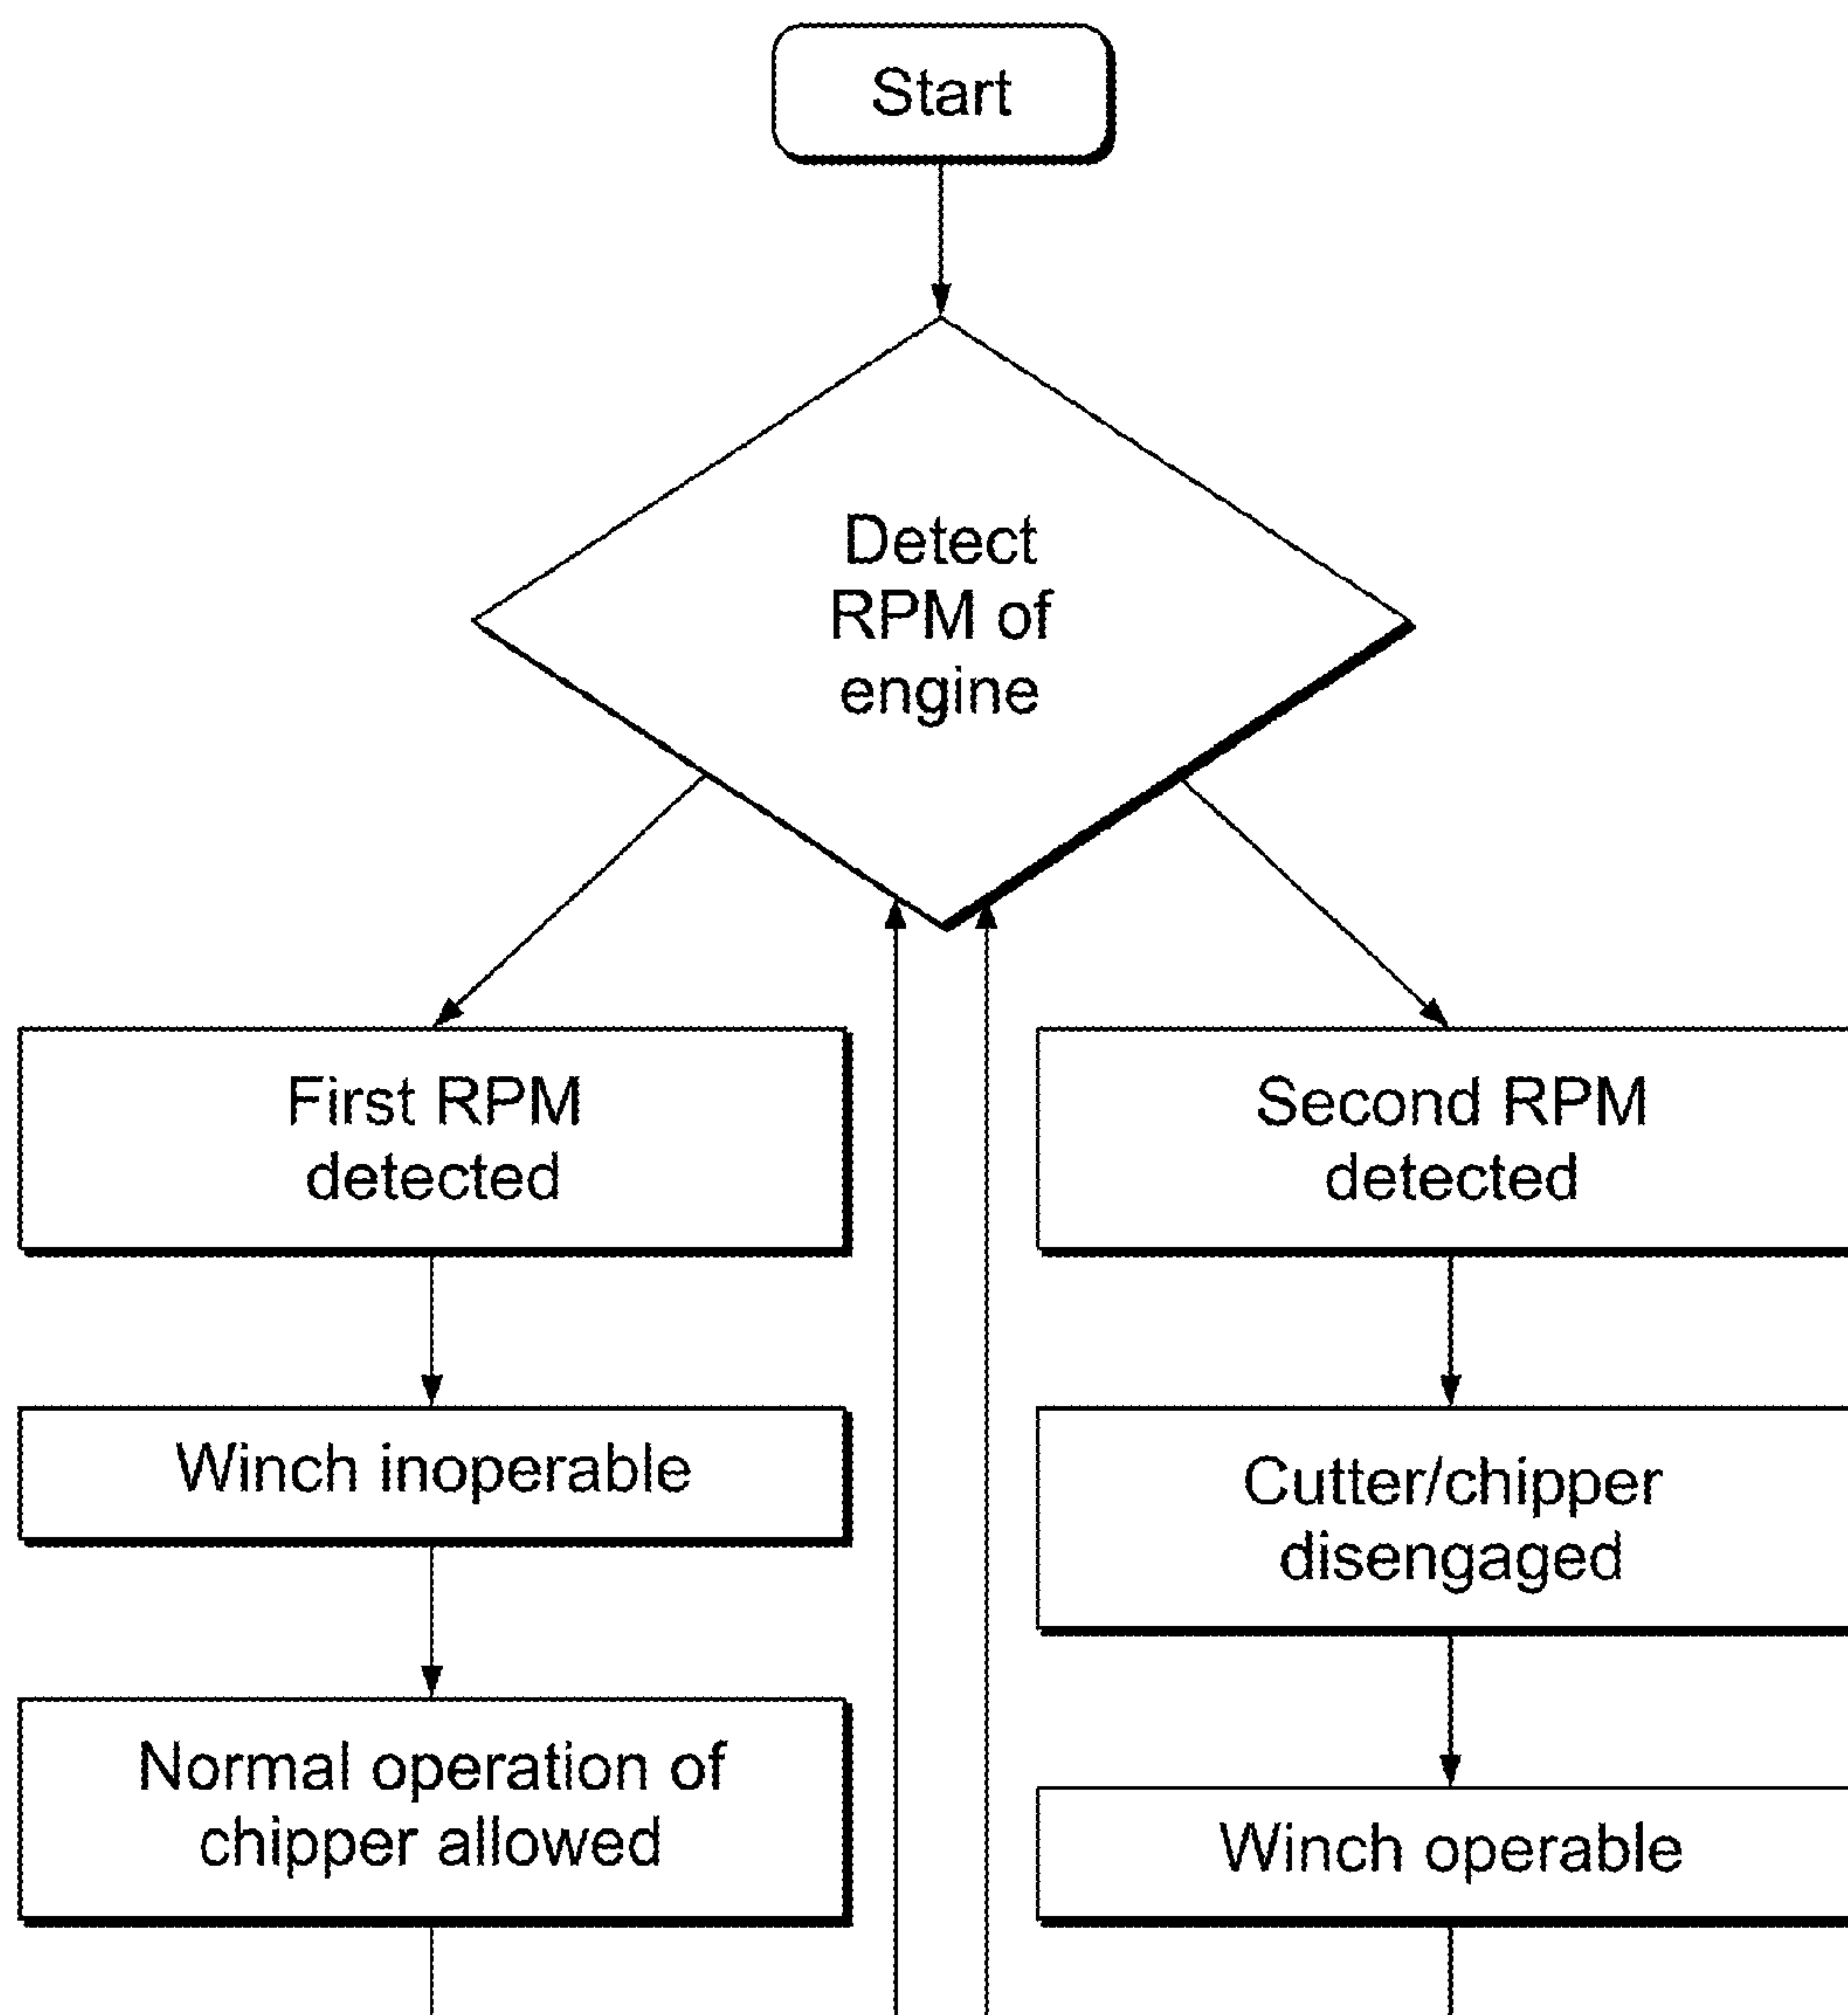 Start
Detect
RPM of
engine
First RPM
detected
Second RPM
detected
Winch inoperable
Cutter/chipper
disengaged
Normal operation of
chipper allowed
Winch operable